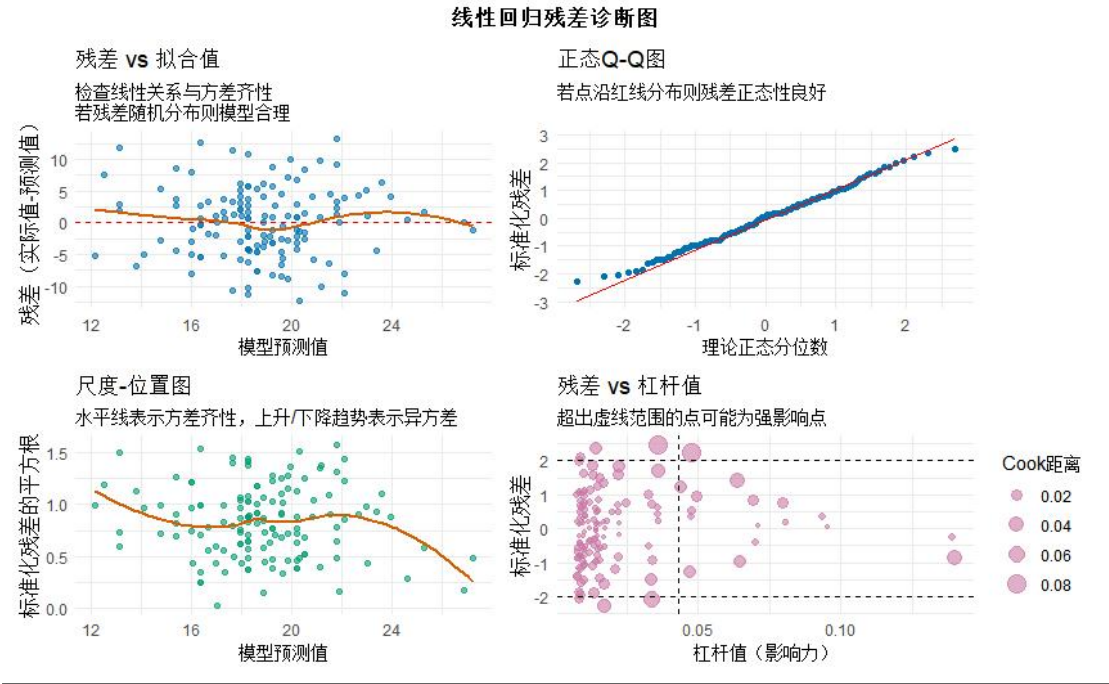 线性回归残差诊断图
残差 vs 拟合值
检查线性关系与方差齐性
若残差随机分布则模型合理
残差（实际值-预测值）
10
5
0
-5
-10
12
16
20
24
模型预测值
正态Q-Q图
若点沿红线分布则残差正态性良好
标准化残差
3
2
1
0
-1
-2
-3
-2
-1
0
1
2
理论正态分位数
尺度-位置图
水平线表示方差齐性，上升/下降趋势表示异方差
标准化残差的平方根
1.5
1.0
0.5
0.0
12
16
20
24
模型预测值
残差 vs 杠杆值
超出虚线范围的点可能为强影响点
标准化残差
2
1
0
-1
-2
0.05
0.10
杠杆值（影响力）
Cook距离
0.02
0.04
0.06
0.08